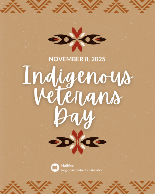 NOVEMBER 8, 2025
Indigenous
Veterans
Day